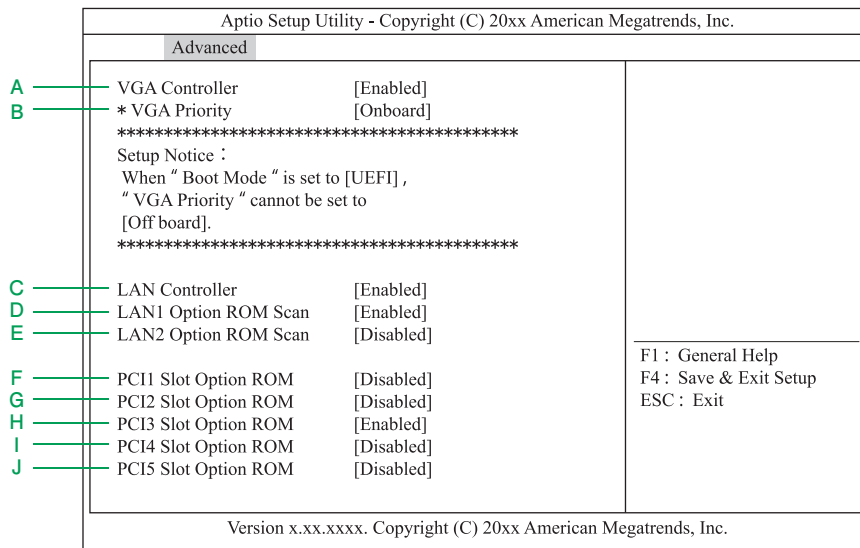 Aptio Setup Utility - Copyright (C) 20xx American Megatrends, Inc.
Advanced
A VGA Controller [Enabled]
B * VGA Priority [Onboard]
******************************************
Setup Notice :
When " Boot Mode " is set to [UEFI] ,
" VGA Priority " cannot be set to
[Off board].
******************************************
C LAN Controller [Enabled]
D LAN1 Option ROM Scan [Enabled]
E LAN2 Option ROM Scan [Disabled]
F PCI1 Slot Option ROM [Disabled]
G PCI2 Slot Option ROM [Disabled]
H PCI3 Slot Option ROM [Enabled]
I PCI4 Slot Option ROM [Disabled]
J PCI5 Slot Option ROM [Disabled]
F1 : General Help
F4 : Save & Exit Setup
ESC : Exit
Version x.xx.xxxx. Copyright (C) 20xx American Megatrends, Inc.